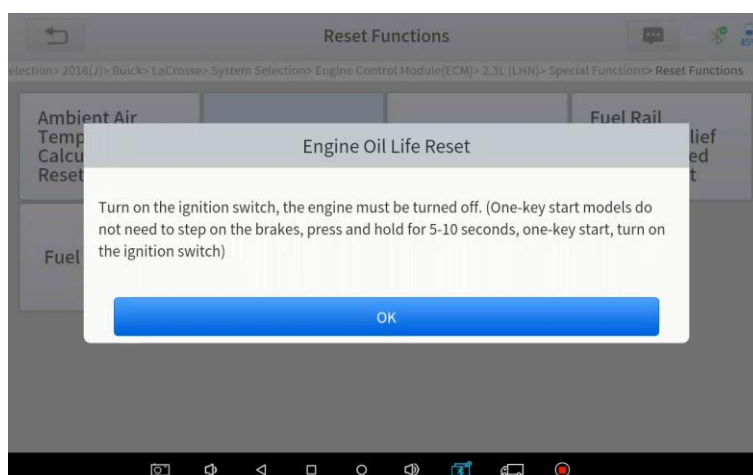 Reset Functions
45
election> 2018(J)> Buick> LaCrosse> System Selection> Engine Control Module(ECM)> 2.5L (LHN)> Special Functions> Reset Functions
Ambient Air
Temp
Calcu
Reset
Fuel Rail
lief
ed
t
Fuel
Engine Oil Life Reset
Turn on the ignition switch, the engine must be turned off. (One-key start models do
not need to step on the brakes, press and hold for 5-10 seconds, one-key start, turn on
the ignition switch)
OK